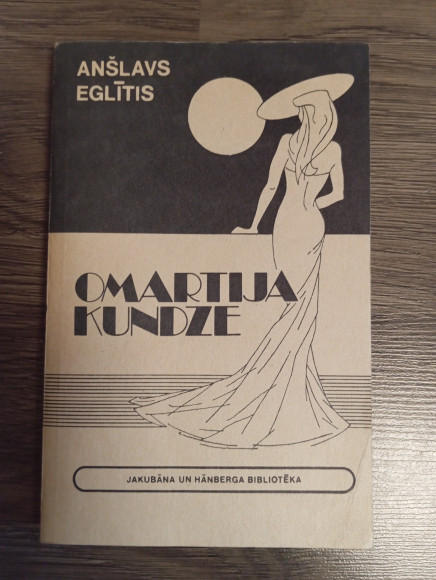 ANŠLAVS
EGLĪTIS
OMARTIJA
KUNDZE
JAKUBĀNA UN HĀNBERGA BIBLIOTĒKA